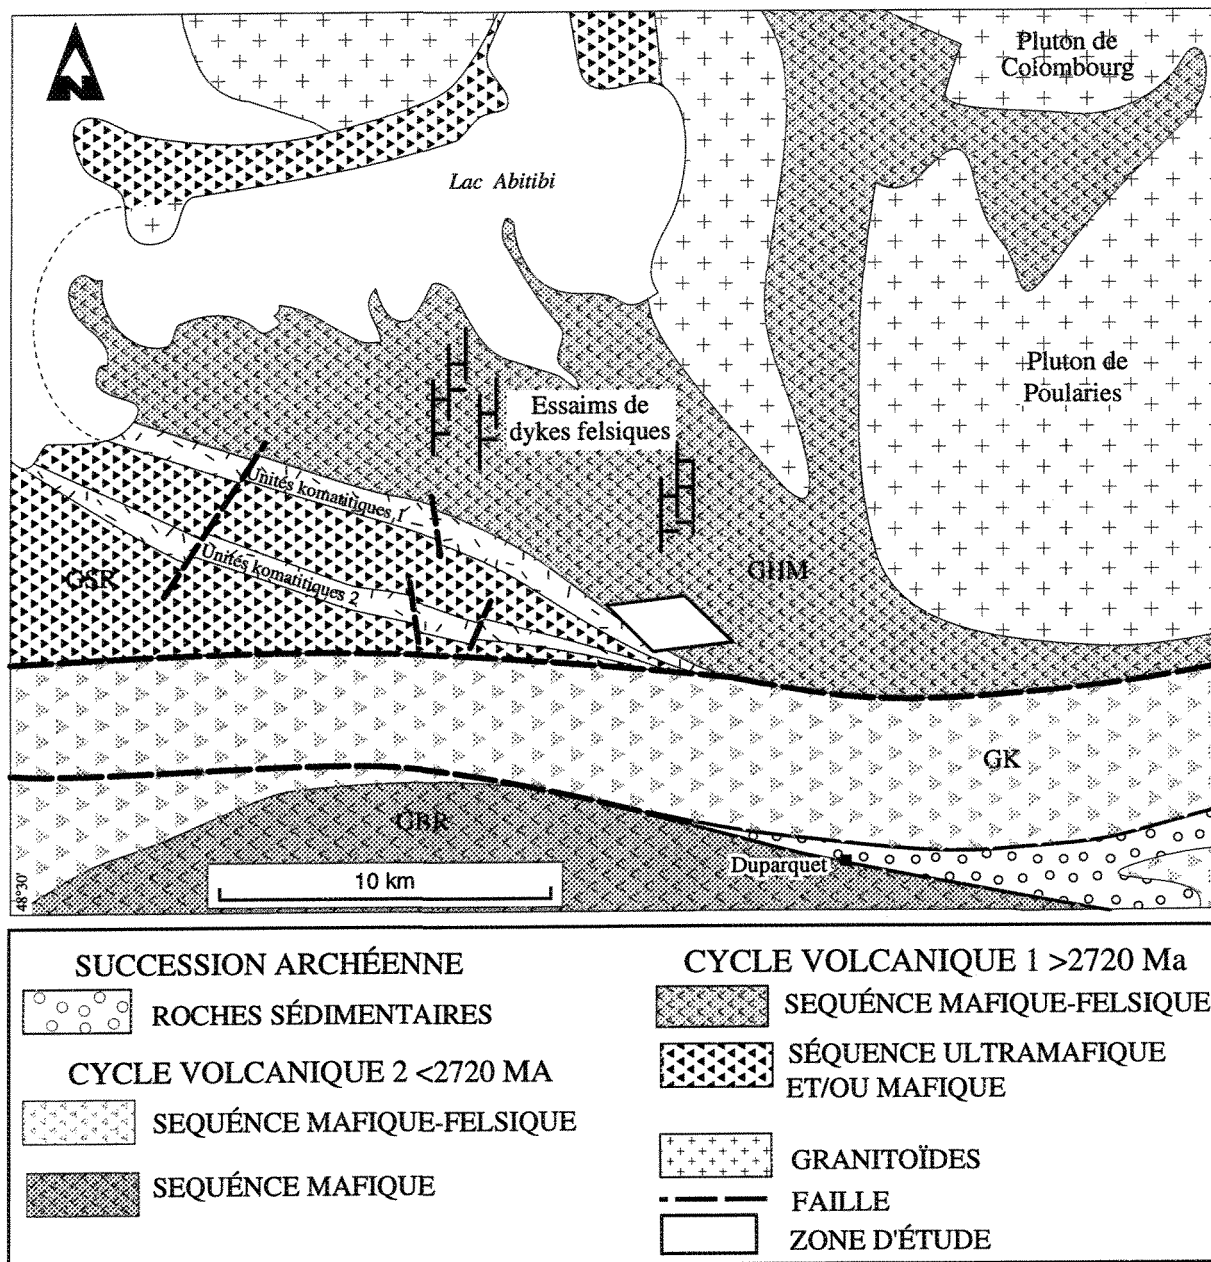 N
Pluton de
Colombourg
Lac Abitibi
Pluton de
Poularies
Essaims de
dykes felsiques
Unités komatitiques 1
Unités komatitiques 2
GSR
GHM
GK
GBR
Duparquet
10 km
48°30'
SUCCESSION ARCHÉENNE
ROCHES SÉDIMENTAIRES
CYCLE VOLCANIQUE 2 <2720 MA
SEQUÉNCE MAFIQUE-FELSIQUE
SEQUÉNCE MAFIQUE
CYCLE VOLCANIQUE 1 >2720 Ma
SEQUÉNCE MAFIQUE-FELSIQUE
SÉQUENCE ULTRAMAFIQUE
ET/OU MAFIQUE
GRANITOÏDES
FAILLE
ZONE D'ÉTUDE